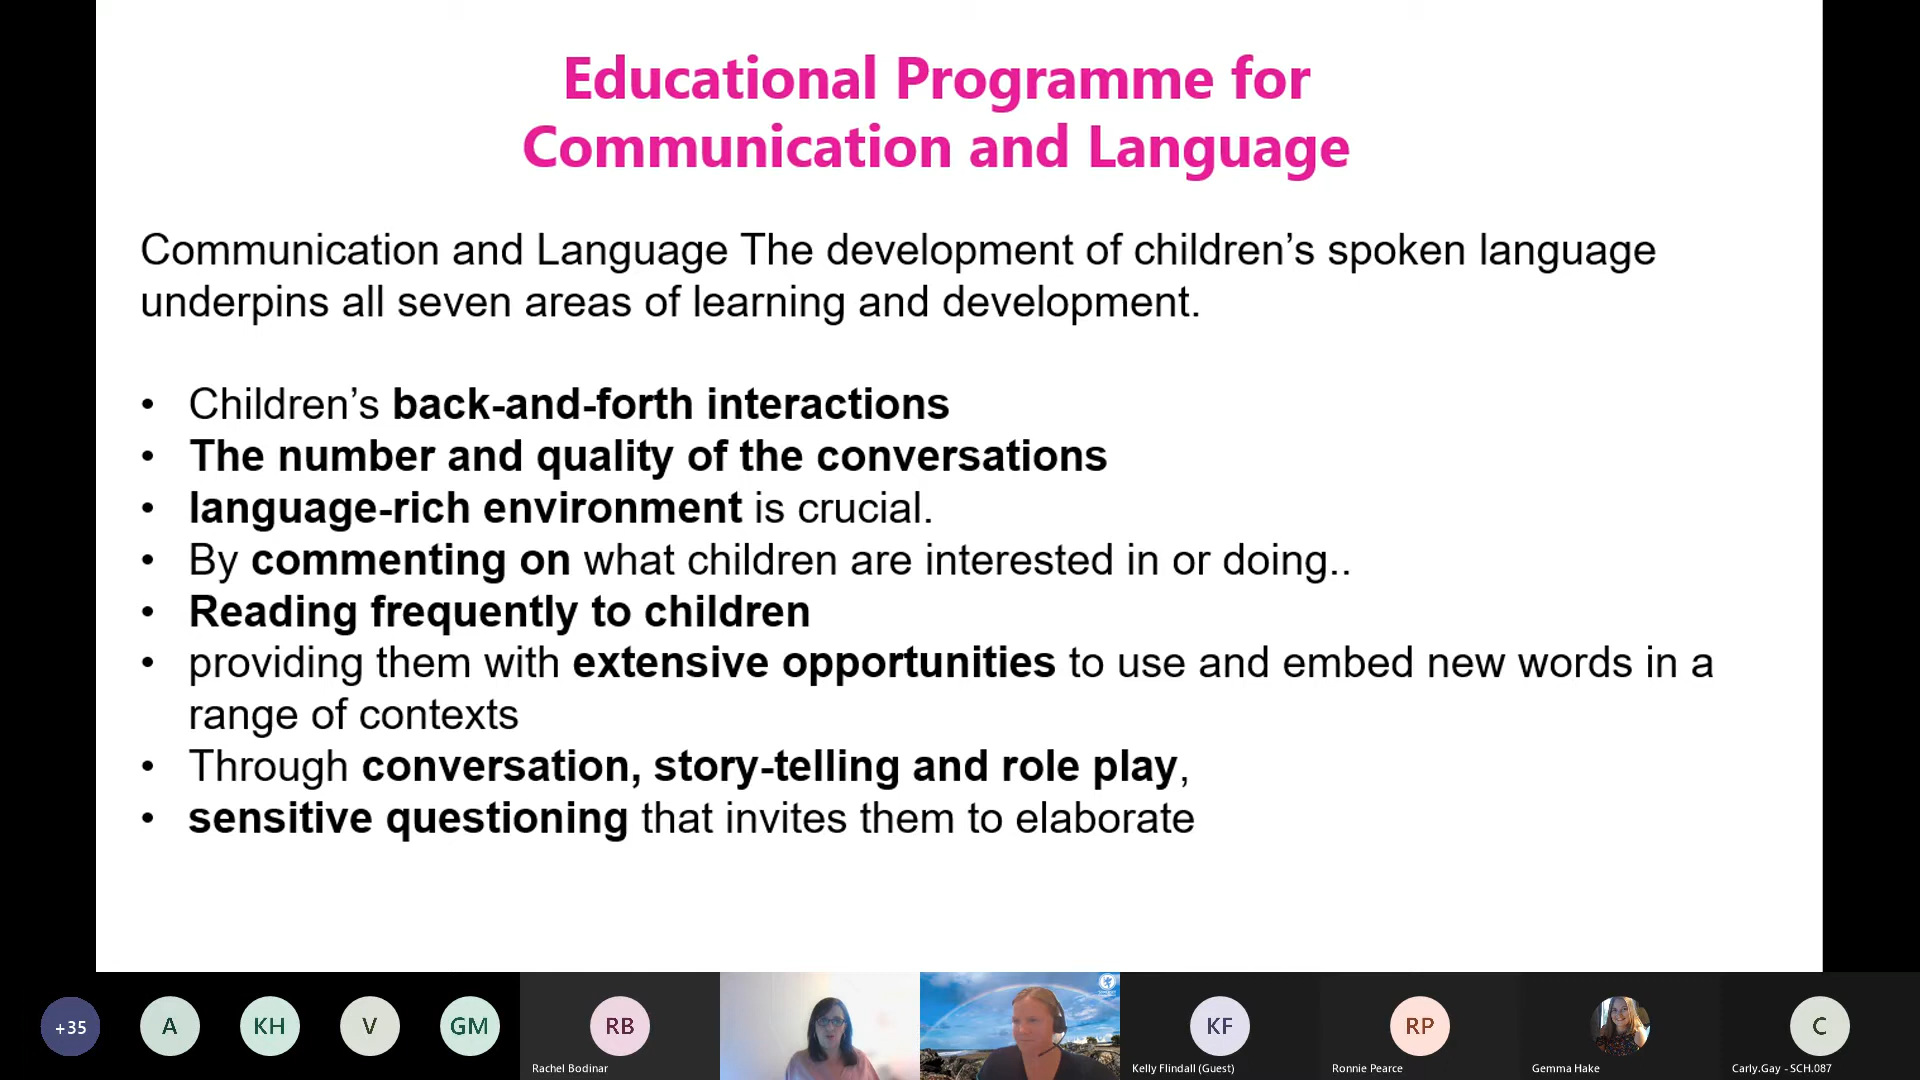 Educational Programme for
Communication and Language
Communication and Language The development of children’s spoken language
underpins all seven areas of learning and development.
• Children’s back-and-forth interactions
• The number and quality of the conversations
• language-rich environment is crucial.
• By commenting on what children are interested in or doing..
• Reading frequently to children
• providing them with extensive opportunities to use and embed new words in a
range of contexts
• Through conversation, story-telling and role play,
• sensitive questioning that invites them to elaborate
+35
A
KH
V
GM
RB
KF
RP
C
Rachel Bodinar
Kelly Flindall (Guest)
Ronnie Pearce
Gemma Hake
Carly.Gay - SCH.087